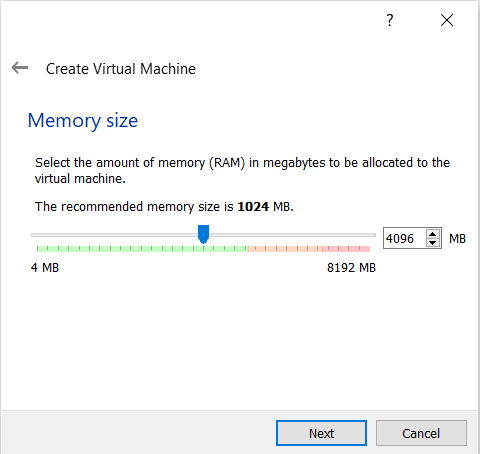 ?
Create Virtual Machine
Memory size
Select the amount of memory (RAM) in megabytes to be allocated to the
virtual machine.
The recommended memory size is 1024 MB.
4096 MB
4 MB 8192 MB
Next Cancel